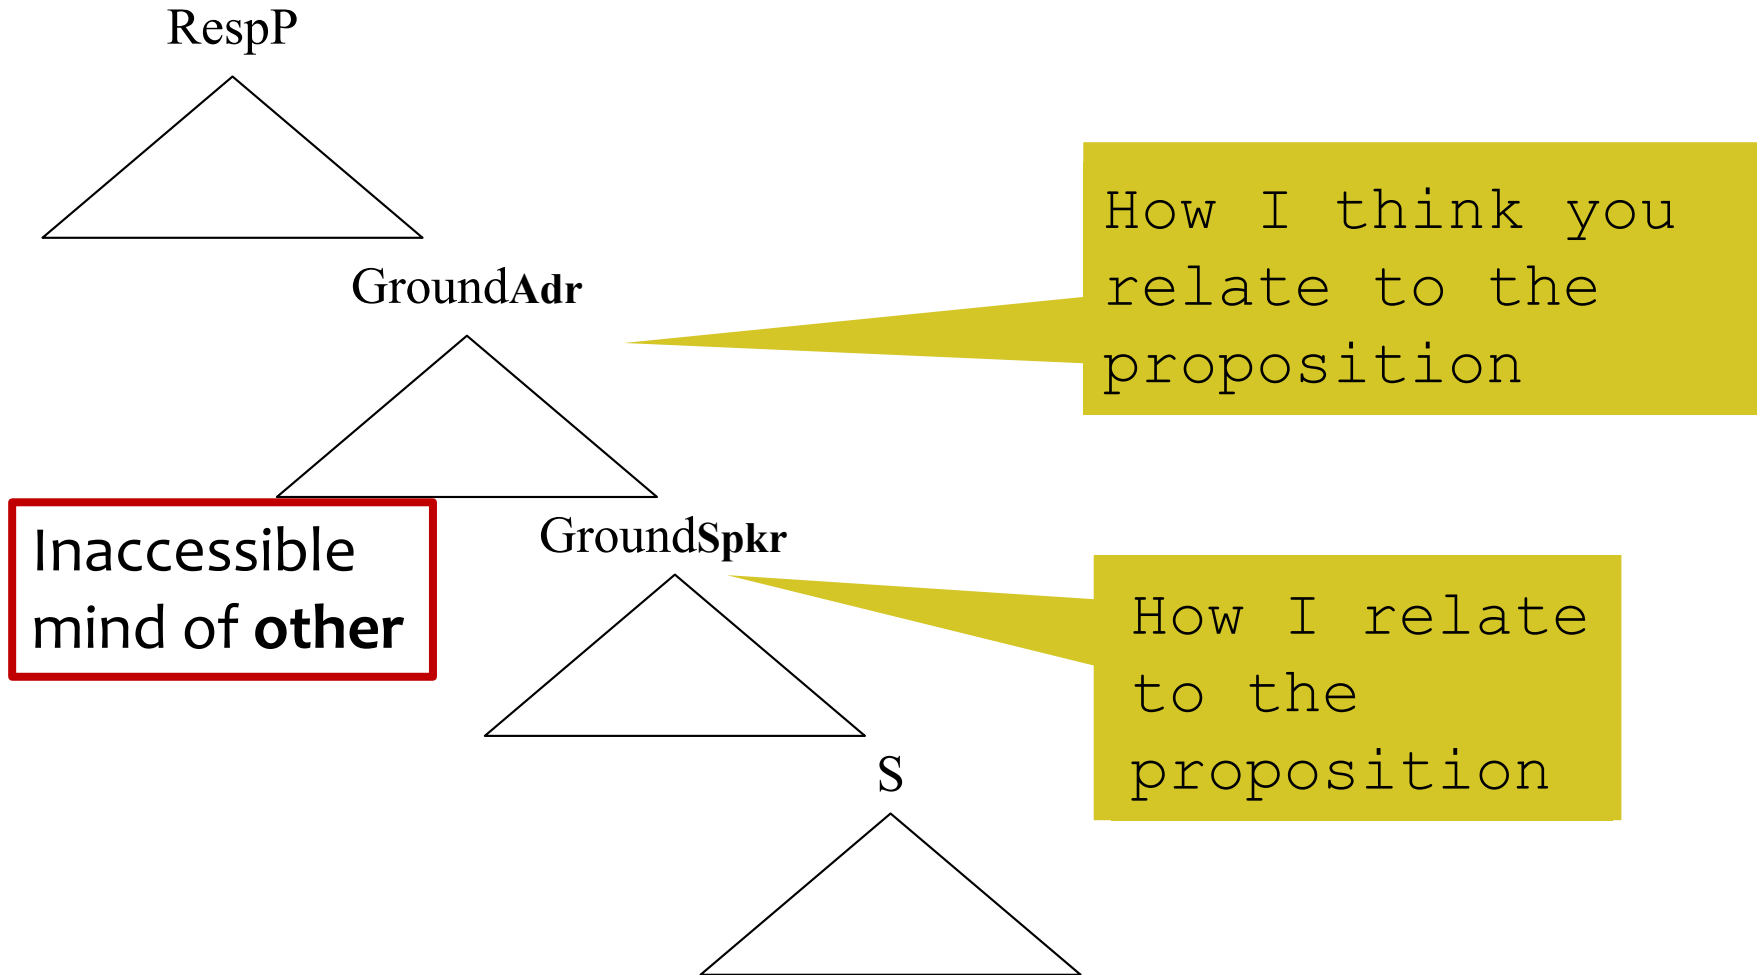 RespP
How I think you
relate to the
proposition
GroundAdr
Inaccessible
mind of other
GroundSpkr
How I relate
to the
proposition
S